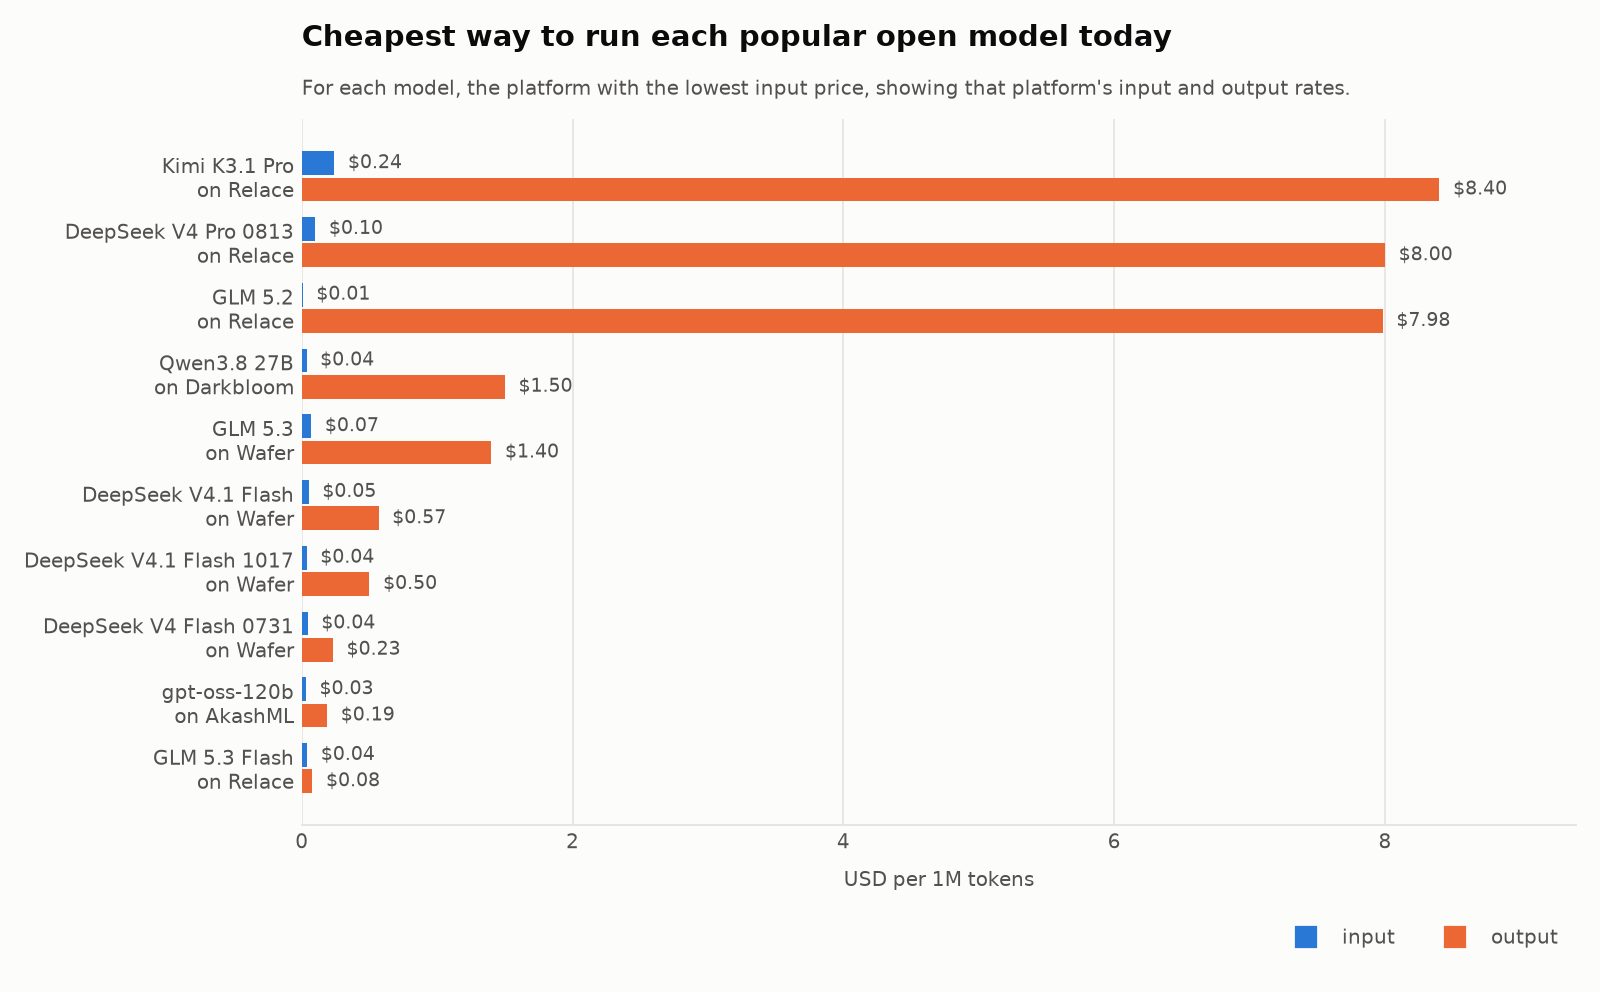 Cheapest way to run each popular open model today
For each model, the platform with the lowest input price, showing that platform's input and output rates.
Kimi K3.1 Pro
on Relace
$0.24
$8.40
DeepSeek V4 Pro 0813
on Relace
$0.10
$8.00
GLM 5.2
on Relace
$0.01
$7.98
Qwen3.8 27B
on Darkbloom
$0.04
$1.50
GLM 5.3
on Wafer
$0.07
$1.40
DeepSeek V4.1 Flash
on Wafer
$0.05
$0.57
DeepSeek V4.1 Flash 1017
on Wafer
$0.04
$0.50
DeepSeek V4 Flash 0731
on Wafer
$0.04
$0.23
gpt-oss-120b
on AkashML
$0.03
$0.19
GLM 5.3 Flash
on Relace
$0.04
$0.08
0 2 4 6 8
USD per 1M tokens
input output